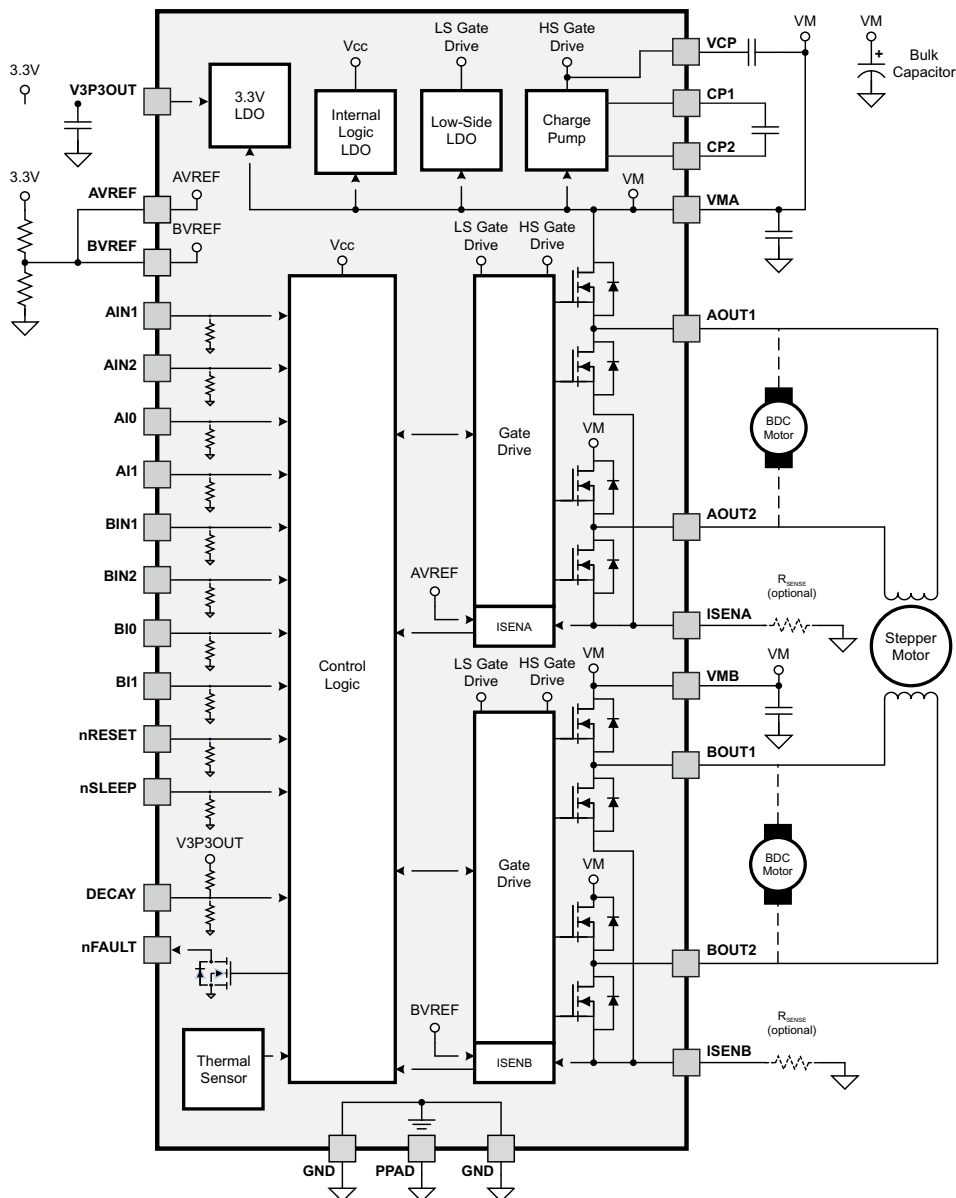 VM
VM
LS Gate
Drive
HS Gate
Drive
Vcc
VCP
Bulk
Capacitor
+
3.3V
V3P3OUT
3.3V
LDO
Internal
Logic
LDO
Low-Side
LDO
Charge
Pump
CP1
CP2
3.3V
AVREF
AVREF
VM
VMA
BVREF
BVREF
Vcc
LS Gate
Drive
HS Gate
Drive
AIN1
AOUT1
AIN2
AI0
BDC
Motor
Gate
Drive
VM
AI1
BIN1
AOUT2
BIN2
AVREF
RSENSE
(optional)
BI0
ISENA
ISENA
Stepper
Motor
Control
Logic
LS Gate
Drive
HS Gate
Drive
VM
VM
BI1
VMB
nRESET
BOUT1
nSLEEP
V3P3OUT
Gate
Drive
VM
BDC
Motor
DECAY
nFAULT
BOUT2
BVREF
RSENSE
(optional)
Thermal
Sensor
ISENB
ISENB
GND
PPAD
GND